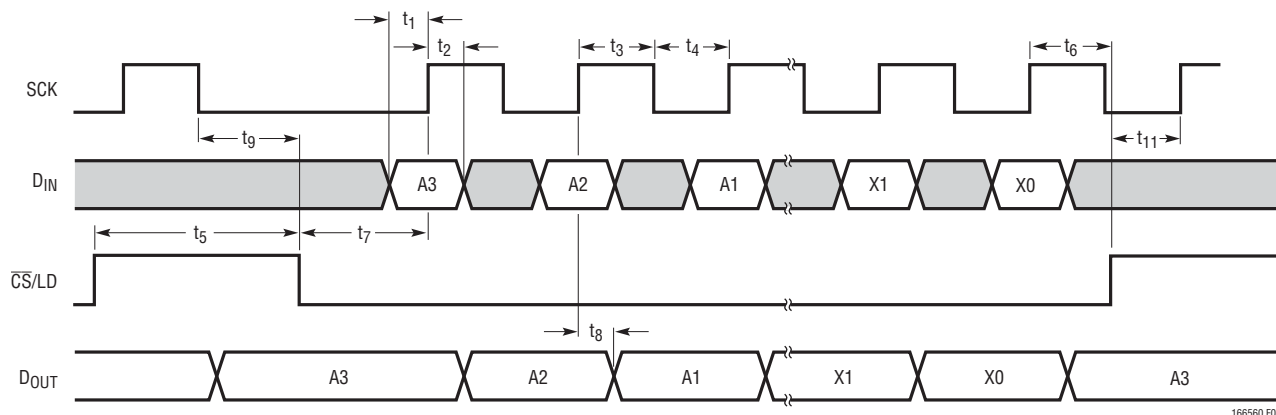 t1
t2
t3
t4
t6
SCK
t9
t11
DIN
A3
A2
A1
X1
X0
t5
t7
CS/LD
t8
DOUT
A3
A2
A1
X1
X0
A3